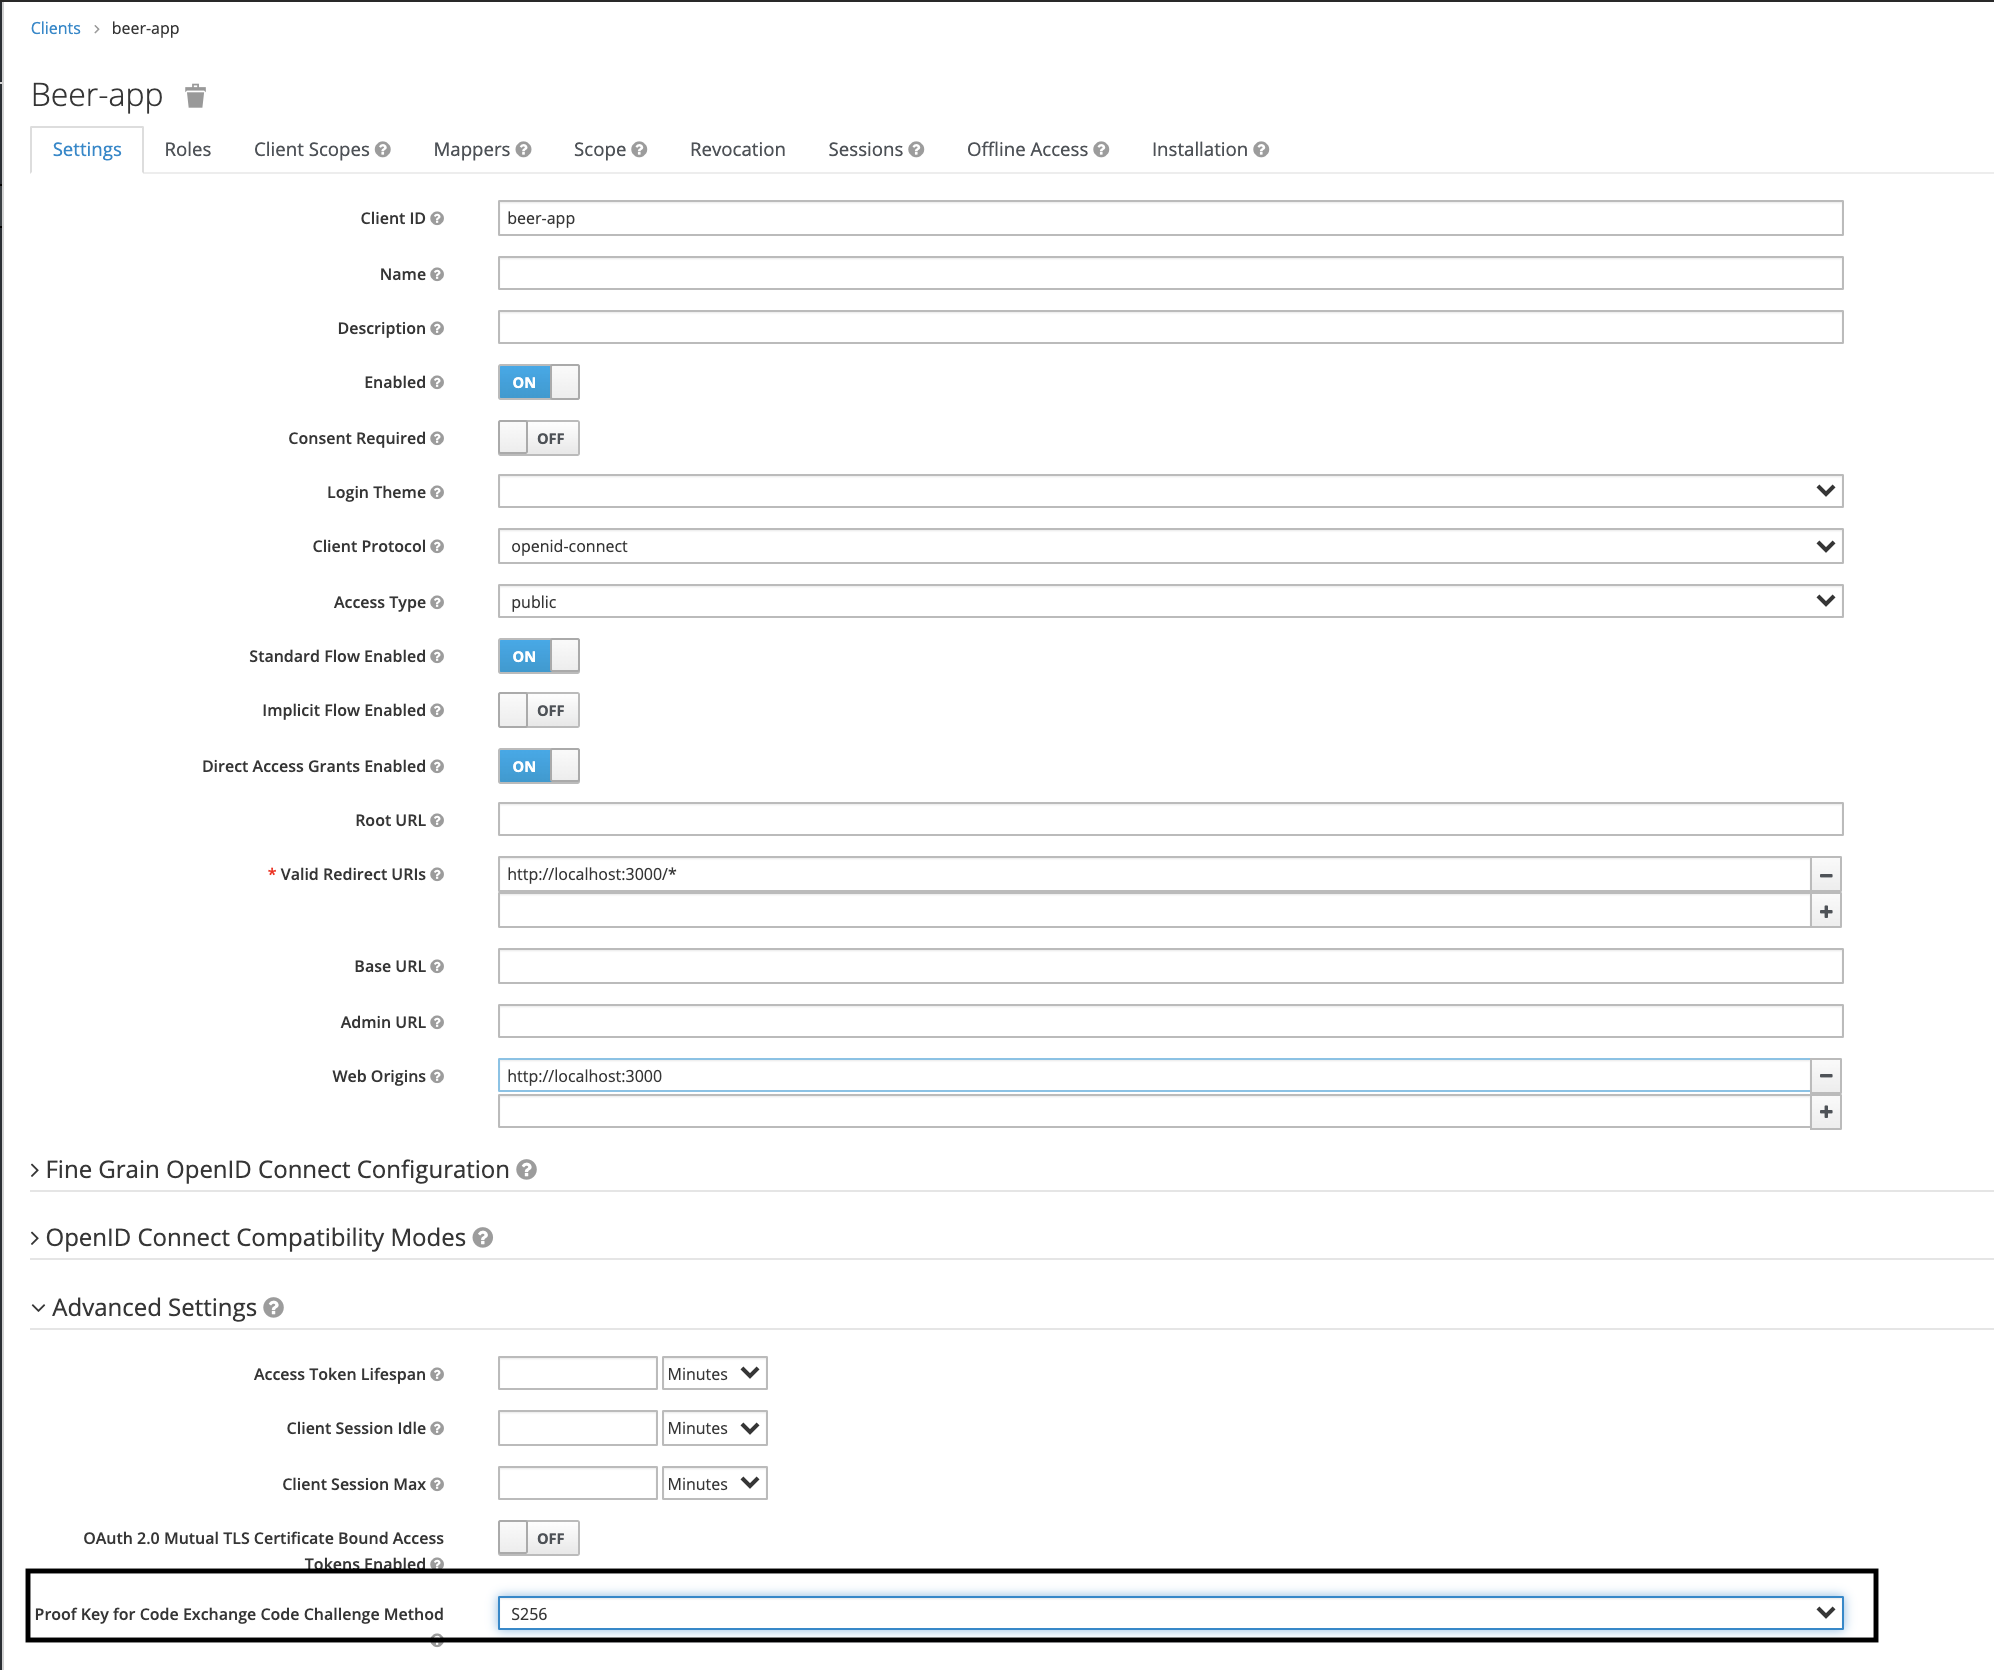 Clients > beer-app
Beer-app
Settings Roles Client Scopes Mappers Scope Revocation Sessions Offline Access Installation
Client ID beer-app
Name
Description
Enabled ON
Consent Required OFF
Login Theme
Client Protocol openid-connect
Access Type public
Standard Flow Enabled ON
Implicit Flow Enabled OFF
Direct Access Grants Enabled ON
Root URL
* Valid Redirect URIs http://localhost:3000/*
Base URL
Admin URL
Web Origins http://localhost:3000
Fine Grain OpenID Connect Configuration
OpenID Connect Compatibility Modes
Advanced Settings
Access Token Lifespan Minutes
Client Session Idle Minutes
Client Session Max Minutes
OAuth 2.0 Mutual TLS Certificate Bound Access OFF
Tokens Enabled
Proof Key for Code Exchange Code Challenge Method S256